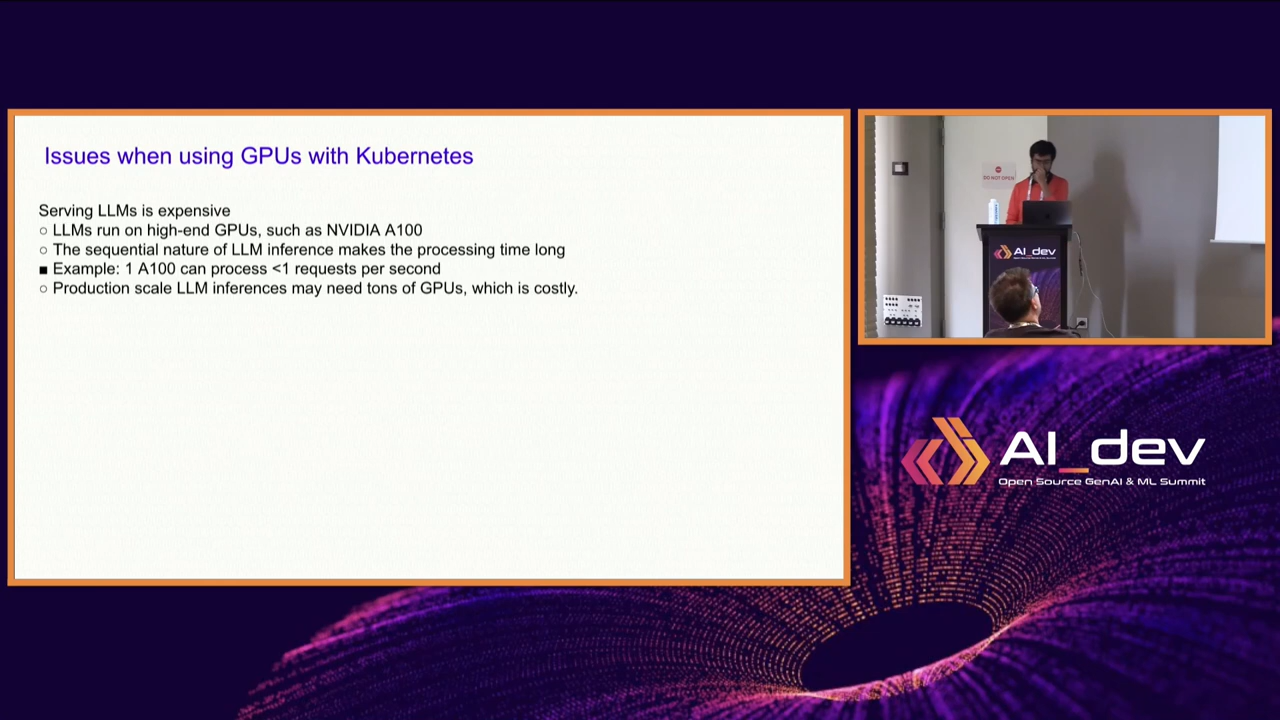 Issues when using GPUs with Kubernetes
Serving LLMs is expensive
○ LLMs run on high-end GPUs, such as NVIDIA A100
○ The sequential nature of LLM inference makes the processing time long
■ Example: 1 A100 can process <1 requests per second
○ Production scale LLM inferences may need tons of GPUs, which is costly.
DO NOT OPEN
AI_dev
AI_dev
Open Source GenAI & ML Summit